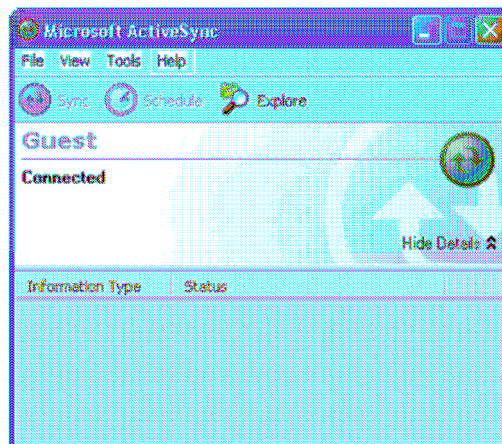 Microsoft ActiveSync
File View Tools Help
Sync Schedule Explore
Guest
Connected
Hide Details
Information Type Status